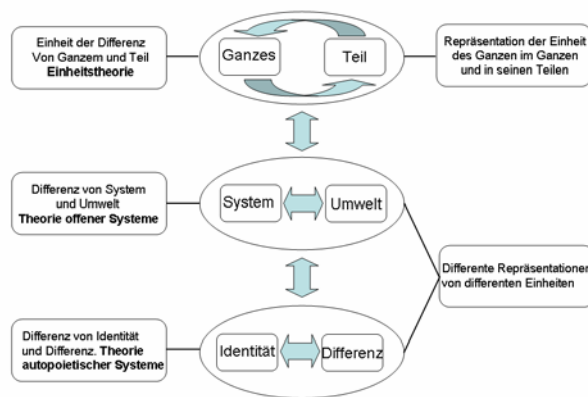 Einheit der Differenz
Von Ganzem und Teil
Einheitstheorie
Ganzes
Teil
Repräsentation der Einheit
des Ganzen im Ganzen
und in seinen Teilen
Differenz von System
und Umwelt
Theorie offener Systeme
System
Umwelt
Differente Repräsentationen
von differenten Einheiten
Differenz von Identität
und Differenz. Theorie
autopoietischer Systeme
Identität
Differenz